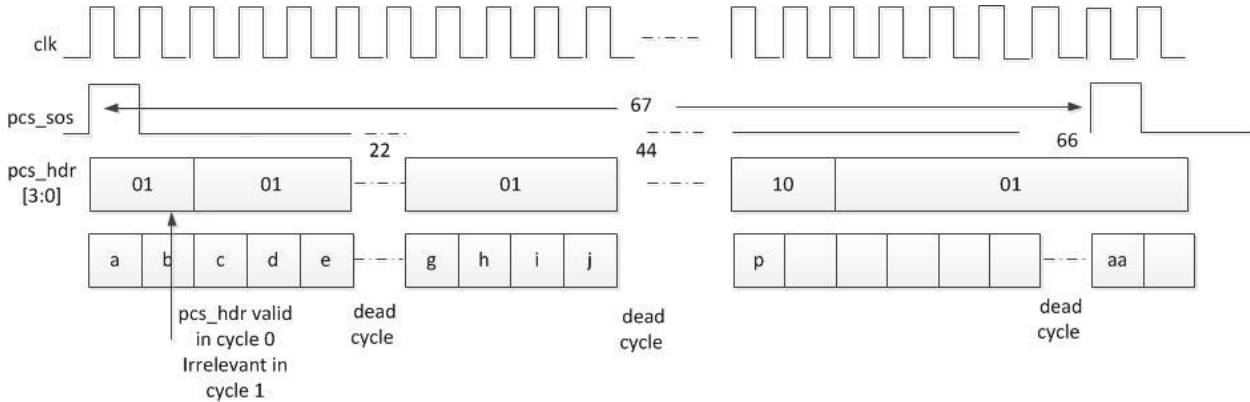 clk
pcs_sos
67
22
44
66
pcs_hdr
[3:0]
01 01 01 10 01
a b c d e g h i j p aa
pcs_hdr valid
in cycle 0
Irrelevant in
cycle 1
dead
cycle
dead
cycle
dead
cycle